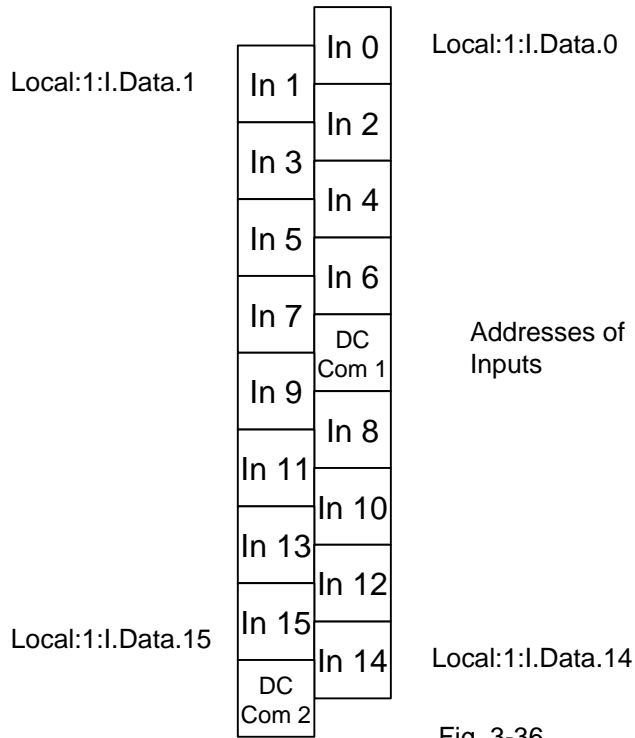 In 0
Local:1:I.Data.0
Local:1:I.Data.1
In 1
In 2
In 3
In 4
In 5
In 6
In 7
DC
Com 1
Addresses of
Inputs
In 9
In 8
In 11
In 10
In 13
In 12
In 15
Local:1:I.Data.15
In 14
Local:1:I.Data.14
DC
Com 2
Fig. 3-36